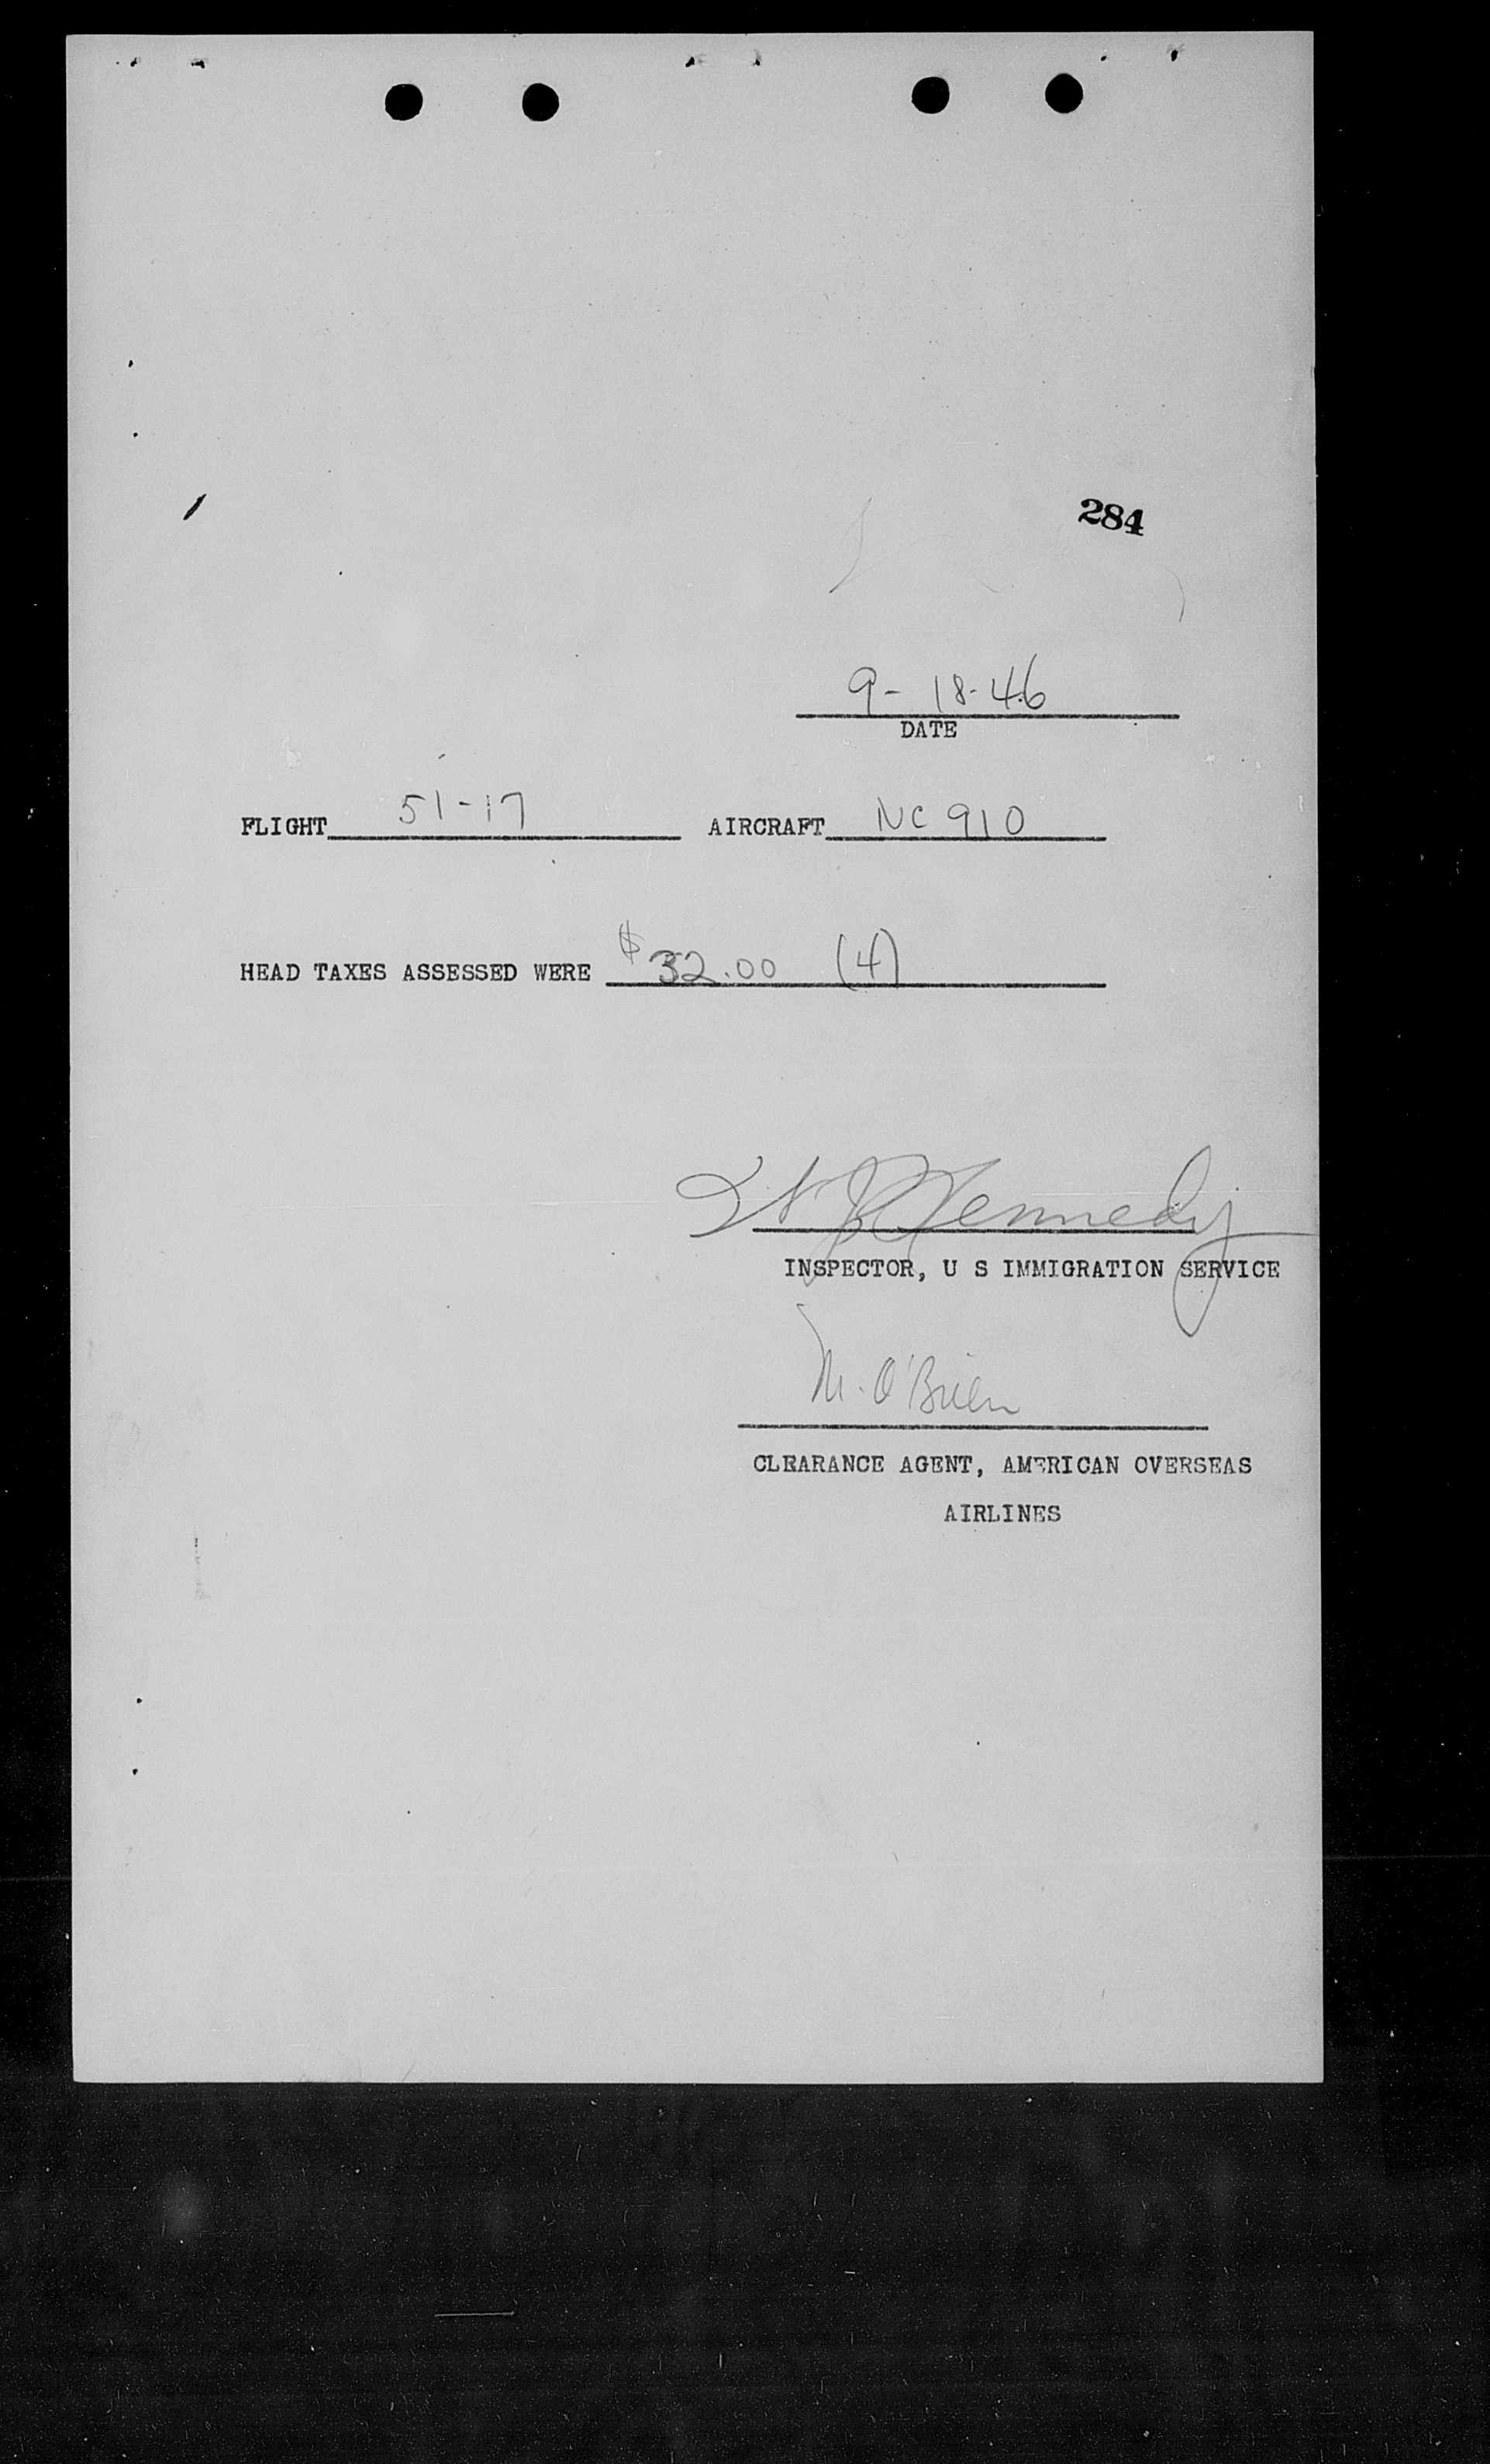 284
9-18-46
DATE
FLIGHT 51-17 AIRCRAFT NC 910
HEAD TAXES ASSESSED WERE $32.00 (4)
Kennedy
INSPECTOR, U S IMMIGRATION SERVICE
M. O'Brien
CLEARANCE AGENT, AMERICAN OVERSEAS
AIRLINES